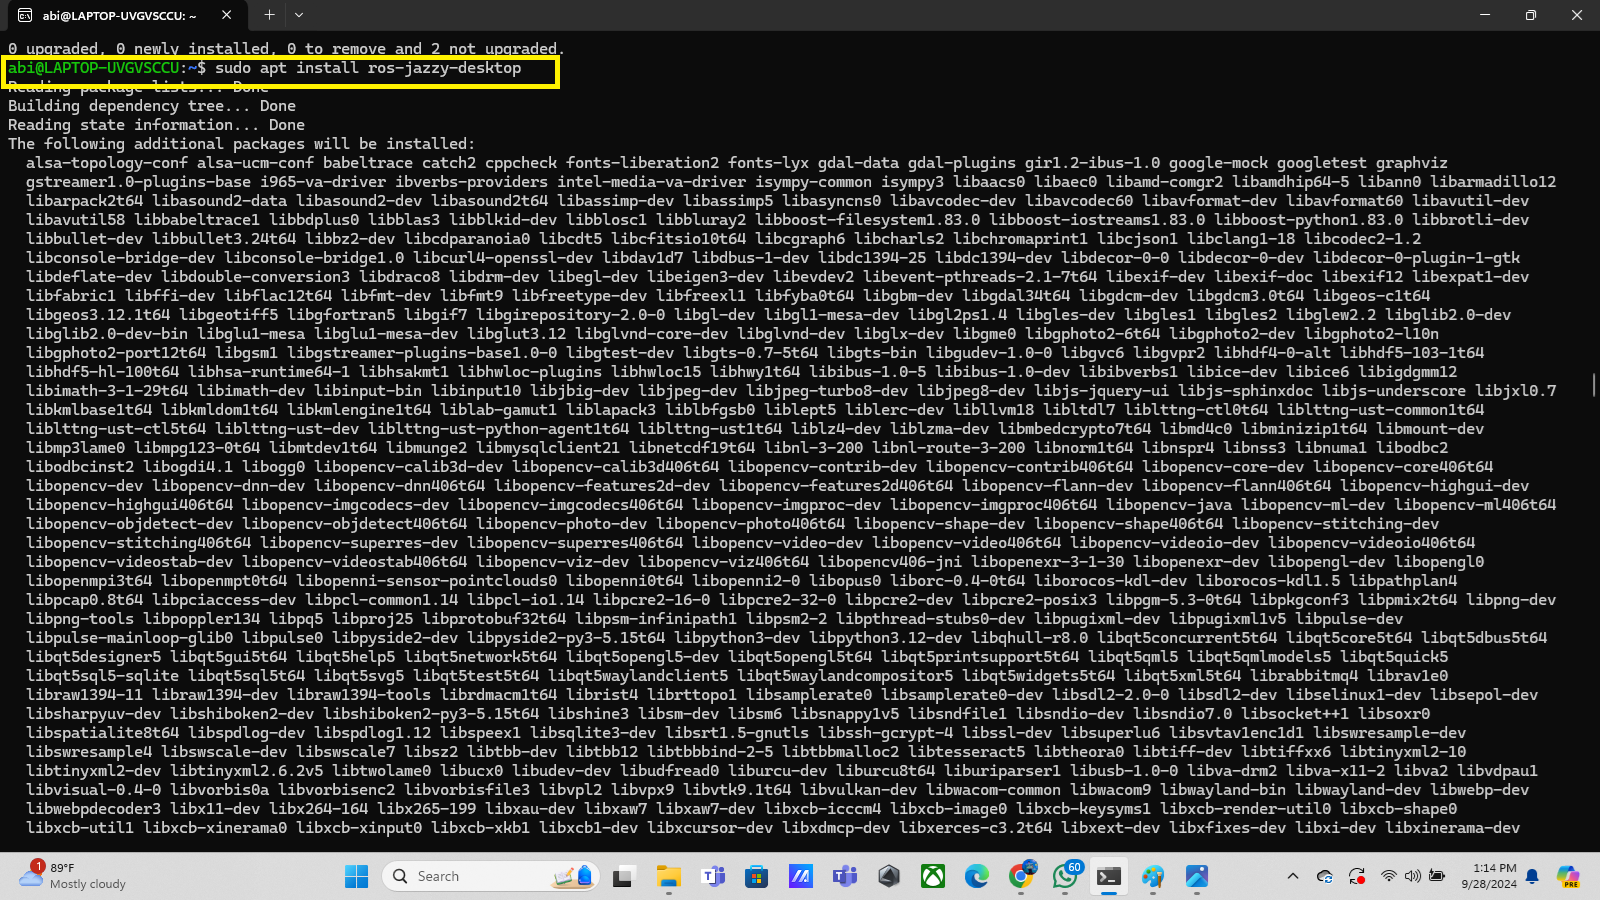 abi@LAPTOP-UVGVSCCU: ~
0 upgraded, 0 newly installed, 0 to remove and 2 not upgraded.
abi@LAPTOP-UVGVSCCU:~$ sudo apt install ros-jazzy-desktop
Reading package lists... Done
Building dependency tree... Done
Reading state information... Done
The following additional packages will be installed:
alsa-topology-conf alsa-ucm-conf babeltrace catch2 cppcheck fonts-liberation2 fonts-lyx gdal-data gdal-plugins gir1.2-ibus-1.0 google-mock googletest graphviz
gstreamer1.0-plugins-base i965-va-driver ibverbs-providers intel-media-va-driver isympy-common isympy3 libaacs0 libaec0 libamd-comgr2 libamdhip64-5 libann0 libarmadillo12
libarpack2t64 libasound2-data libasound2-dev libasound2t64 libassimp-dev libassimp5 libasyncns0 libavcodec-dev libavcodec60 libavformat-dev libavformat60 libavutil-dev
libavutil58 libbabeltrace1 libbdplus0 libblas3 libblkid-dev libblosc1 libbluray2 libboost-filesystem1.83.0 libboost-iostreams1.83.0 libboost-python1.83.0 libbrotli-dev
libbullet-dev libbullet3.24t64 libbz2-dev libcdparanoia0 libcdt5 libcfitsio10t64 libcgraph6 libcharls2 libchromaprint1 libcjson1 libclang1-18 libcodec2-1.2
libconsole-bridge-dev libconsole-bridge1.0 libcurl4-openssl-dev libdav1d7 libdbus-1-dev libdc1394-25 libdc1394-dev libdecor-0-0 libdecor-0-dev libdecor-0-plugin-1-gtk
libdeflate-dev libdouble-conversion3 libdraco8 libdrm-dev libegl-dev libeigen3-dev libevdev2 libevent-pthreads-2.1-7t64 libexif-dev libexif-doc libexif12 libexpat1-dev
libfabric1 libffi-dev libflac12t64 libfmt-dev libfmt9 libfreetype-dev libfreexl1 libfyba0t64 libgbm-dev libgdal34t64 libgdcm-dev libgdcm3.0t64 libgeos-c1t64
libgeos3.12.1t64 libgeotiff5 libgfortran5 libgif7 libgirepository-2.0-0 libgl-dev libgl1-mesa-dev libgl2ps1.4 libgles-dev libgles1 libgles2 libglew2.2 libglib2.0-dev
libglib2.0-dev-bin libglu1-mesa libglu1-mesa-dev libglut3.12 libglvnd-core-dev libglvnd-dev libglx-dev libgme0 libgphoto2-6t64 libgphoto2-dev libgphoto2-l10n
libgphoto2-port12t64 libgsm1 libgstreamer-plugins-base1.0-0 libgtest-dev libgts-0.7-5t64 libgts-bin libgudev-1.0-0 libgvc6 libgvpr2 libhdf4-0-alt libhdf5-103-1t64
libhdf5-hl-100t64 libhsa-runtime64-1 libhsakmt1 libhwloc-plugins libhwloc15 libhwy1t64 libibus-1.0-5 libibus-1.0-dev libibverbs1 libice-dev libice6 libigdgmm12
libimath-3-1-29t64 libimath-dev libinput-bin libinput10 libjbig-dev libjpeg-dev libjpeg-turbo8-dev libjpeg8-dev libjs-jquery-ui libjs-sphinxdoc libjs-underscore libjxl0.7
libkmlbase1t64 libkmldom1t64 libkmlengine1t64 liblab-gamut1 liblapack3 liblbfgsb0 liblept5 liblerc-dev libllvm18 libltdl7 liblttng-ctl0t64 liblttng-ust-common1t64
liblttng-ust-ctl5t64 liblttng-ust-dev liblttng-ust-python-agent1t64 liblttng-ust1t64 liblz4-dev liblzma-dev libmbedcrypto7t64 libmd4c0 libminizip1t64 libmount-dev
libmp3lame0 libmpg123-0t64 libmtdev1t64 libmunge2 libmysqlclient21 libnetcdf19t64 libnl-3-200 libnl-route-3-200 libnorm1t64 libnspr4 libnss3 libnuma1 libodbc2
libodbcinst2 libogdi4.1 libogg0 libopencv-calib3d-dev libopencv-calib3d406t64 libopencv-contrib-dev libopencv-contrib406t64 libopencv-core-dev libopencv-core406t64
libopencv-dev libopencv-dnn-dev libopencv-dnn406t64 libopencv-features2d-dev libopencv-features2d406t64 libopencv-flann-dev libopencv-flann406t64 libopencv-highgui-dev
libopencv-highgui406t64 libopencv-imgcodecs-dev libopencv-imgcodecs406t64 libopencv-imgproc-dev libopencv-imgproc406t64 libopencv-java libopencv-ml-dev libopencv-ml406t64
libopencv-objdetect-dev libopencv-objdetect406t64 libopencv-photo-dev libopencv-photo406t64 libopencv-shape-dev libopencv-shape406t64 libopencv-stitching-dev
libopencv-stitching406t64 libopencv-superres-dev libopencv-superres406t64 libopencv-video-dev libopencv-video406t64 libopencv-videoio-dev libopencv-videoio406t64
libopencv-videostab-dev libopencv-videostab406t64 libopencv-viz-dev libopencv-viz406t64 libopencv406-jni libopenexr-3-1-30 libopenexr-dev libopengl-dev libopengl0
libopenmpi3t64 libopenmpt0t64 libopenni-sensor-pointclouds0 libopenni0t64 libopenni2-0 libopus0 liborc-0.4-0t64 liborocos-kdl-dev liborocos-kdl1.5 libpathplan4
libpcap0.8t64 libpciaccess-dev libpcl-common1.14 libpcl-io1.14 libpcre2-16-0 libpcre2-32-0 libpcre2-dev libpcre2-posix3 libpgm-5.3-0t64 libpkgconf3 libpmix2t64 libpng-dev
libpng-tools libpoppler134 libpq5 libproj25 libprotobuf32t64 libpsm-infinipath1 libpsm2-2 libpthread-stubs0-dev libpugixml-dev libpugixml1v5 libpulse-dev
libpulse-mainloop-glib0 libpulse0 libpyside2-dev libpyside2-py3-5.15t64 libpython3-dev libpython3.12-dev libqhull-r8.0 libqt5concurrent5t64 libqt5core5t64 libqt5dbus5t64
libqt5designer5 libqt5gui5t64 libqt5help5 libqt5network5t64 libqt5opengl5-dev libqt5opengl5t64 libqt5printsupport5t64 libqt5qml5 libqt5qmlmodels5 libqt5quick5
libqt5sql5-sqlite libqt5sql5t64 libqt5svg5 libqt5test5t64 libqt5waylandclient5 libqt5waylandcompositor5 libqt5widgets5t64 libqt5xml5t64 librabbitmq4 librav1e0
libraw1394-11 libraw1394-dev libraw1394-tools librdmacm1t64 librist4 librttopo1 libsamplerate0 libsamplerate0-dev libsdl2-2.0-0 libsdl2-dev libselinux1-dev libsepol-dev
libsharpyuv-dev libshiboken2-dev libshiboken2-py3-5.15t64 libshine3 libsm-dev libsm6 libsnappy1v5 libsndfile1 libsndio-dev libsndio7.0 libsocket++1 libsoxr0
libspatialite8t64 libspdlog-dev libspdlog1.12 libspeex1 libsqlite3-dev libsrt1.5-gnutls libssh-gcrypt-4 libssl-dev libsuperlu6 libsvtav1enc1d1 libswresample-dev
libswresample4 libswscale-dev libswscale7 libsz2 libtbb-dev libtbb12 libtbbbind-2-5 libtbbmalloc2 libtesseract5 libtheora0 libtiff-dev libtiffxx6 libtinyxml2-10
libtinyxml2-dev libtinyxml2.6.2v5 libtwolame0 libucx0 libudev-dev libudfread0 liburcu-dev liburcu8t64 liburiparser1 libusb-1.0-0 libva-drm2 libva-x11-2 libva2 libvdpau1
libvisual-0.4-0 libvorbis0a libvorbisenc2 libvorbisfile3 libvpl2 libvpx9 libvtk9.1t64 libvulkan-dev libwacom-common libwacom9 libwayland-bin libwayland-dev libwebp-dev
libwebpdecoder3 libx11-dev libx264-164 libx265-199 libxau-dev libxaw7 libxaw7-dev libxcb-icccm4 libxcb-image0 libxcb-keysyms1 libxcb-render-util0 libxcb-shape0
libxcb-util1 libxcb-xinerama0 libxcb-xinput0 libxcb-xkb1 libxcb1-dev libxcursor-dev libxdmcp-dev libxerces-c3.2t64 libxext-dev libxfixes-dev libxi-dev libxinerama-dev
1
89°F
Mostly cloudy
Search
60
1:14 PM
9/28/2024
PRE